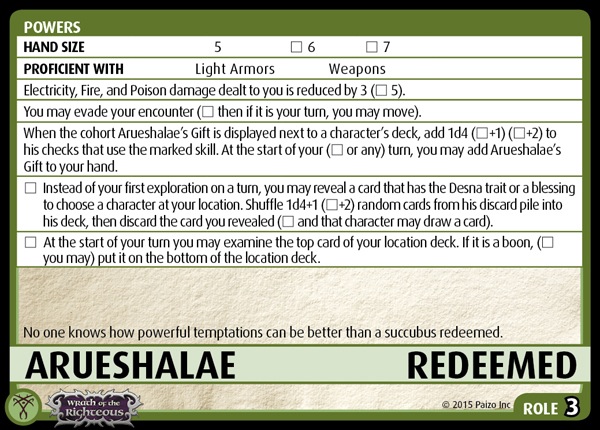 POWERS
HAND SIZE 5 ☐ 6 ☐ 7
PROFICIENT WITH Light Armors Weapons
Electricity, Fire, and Poison damage dealt to you is reduced by 3 (☐ 5).
You may evade your encounter (☐ then if it is your turn, you may move).
When the cohort Arueshalae's Gift is displayed next to a character's deck, add 1d4 (☐+1) (☐+2) to
his checks that use the marked skill. At the start of your (☐ or any) turn, you may add Arueshalae's
Gift to your hand.
☐ Instead of your first exploration on a turn, you may reveal a card that has the Desna trait or a blessing
to choose a character at your location. Shuffle 1d4+1 (☐+2) random cards from his discard pile into
his deck, then discard the card you revealed (☐ and that character may draw a card).
☐ At the start of your turn you may examine the top card of your location deck. If it is a boon, (☐
you may) put it on the bottom of the location deck.
No one knows how powerful temptations can be better than a succubus redeemed.
ARUESHALAE REDEEMED
Wrath of the
Righteous
© 2015 Paizo Inc
ROLE 3